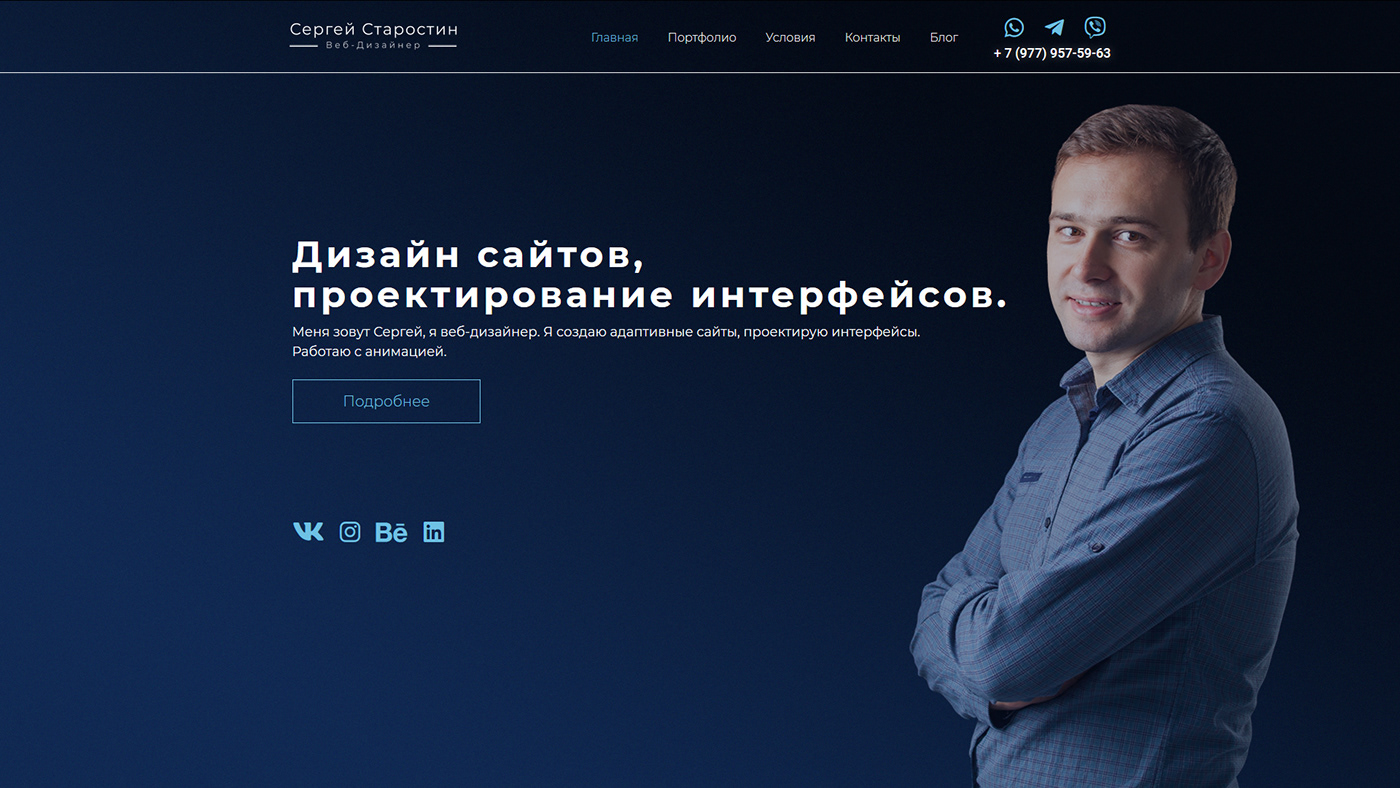 Сергей Старостин
Веб-Дизайнер
Главная Портфолио Условия Контакты Блог
+ 7 (977) 957-59-63
Дизайн сайтов,
проектирование интерфейсов.
Меня зовут Сергей, я веб-дизайнер. Я создаю адаптивные сайты, проектирую интерфейсы.
Работаю с анимацией.
Подробнее
Bē in